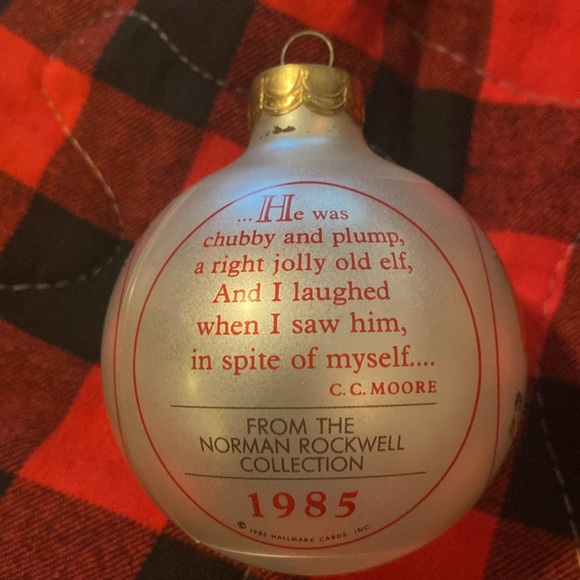 ...He was
chubby and plump,
a right jolly old elf,
And I laughed
when I saw him,
in spite of myself....
C. C. MOORE
FROM THE
NORMAN ROCKWELL
COLLECTION
1985
© 1985 HALLMARK CARDS, INC.